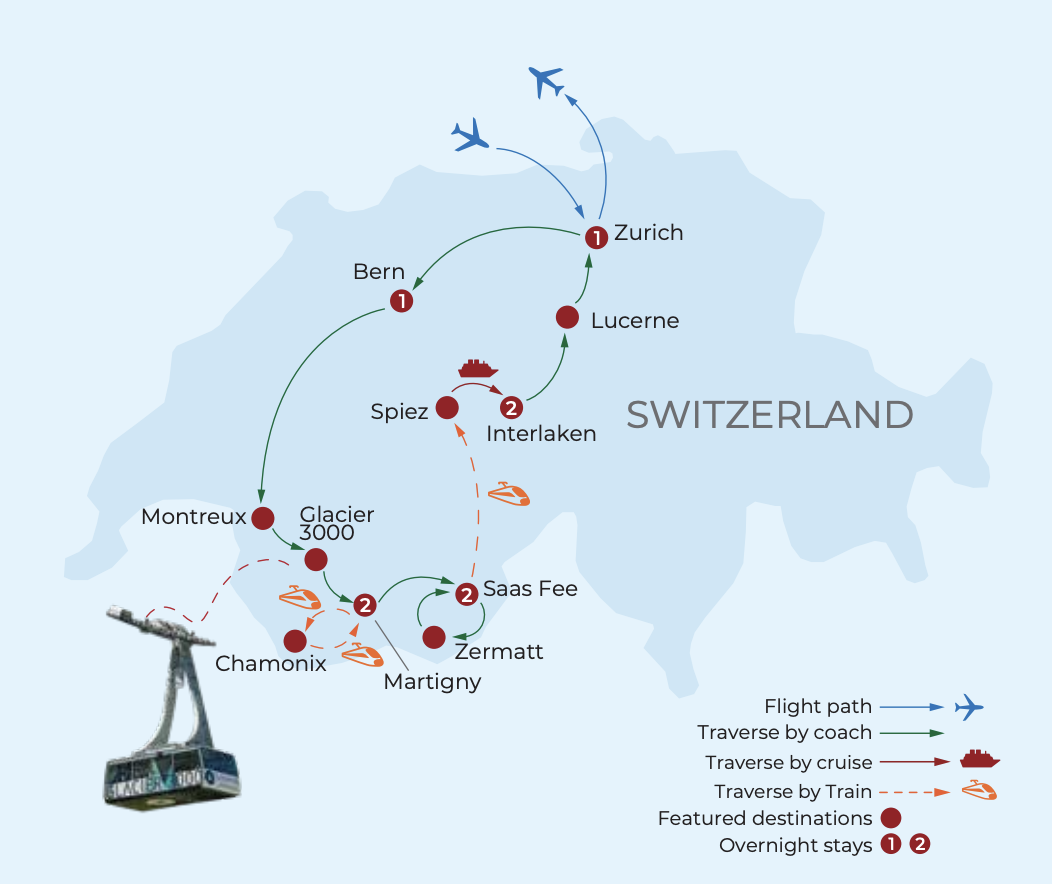 1 Zurich
Bern
1
Lucerne
Spiez
2
Interlaken
SWITZERLAND
Montreux
Glacier
3000
2
2 Saas Fee
Zermatt
Chamonix
Martigny
GLACIER 3000
Flight path
Traverse by coach
Traverse by cruise
Traverse by Train
Featured destinations
Overnight stays 1 2